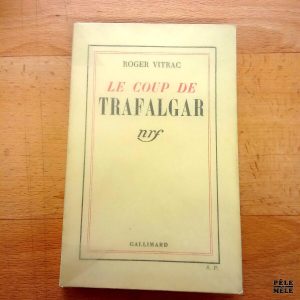 ROGER VITRAC
LE COUP DE
TRAFALGAR
nrf
GALLIMARD
S. P.
PÊLE
MÊLE